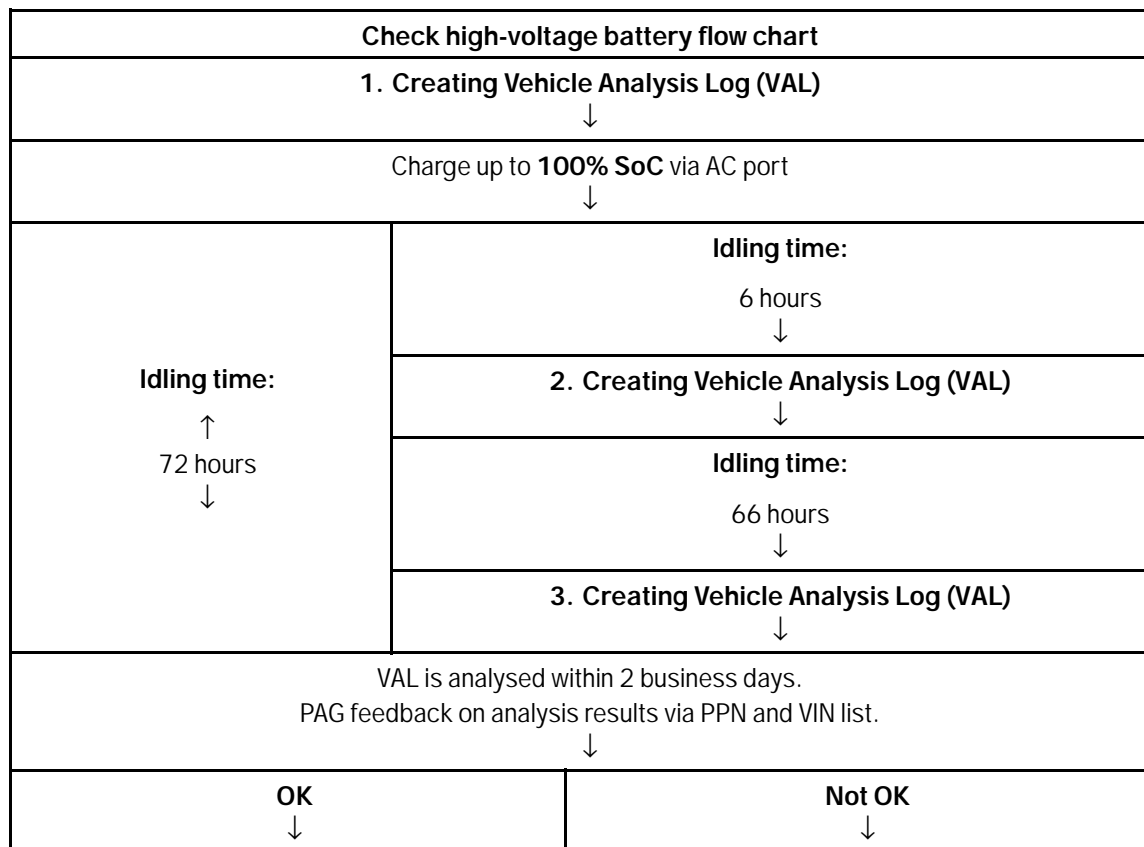 Check high-voltage battery flow chart
1. Creating Vehicle Analysis Log (VAL)
↓
Charge up to 100% SoC via AC port
↓
Idling time:
↑
72 hours
↓
Idling time:
6 hours
↓
2. Creating Vehicle Analysis Log (VAL)
↓
Idling time:
66 hours
↓
3. Creating Vehicle Analysis Log (VAL)
↓
VAL is analysed within 2 business days.
PAG feedback on analysis results via PPN and VIN list.
↓
OK
↓
Not OK
↓